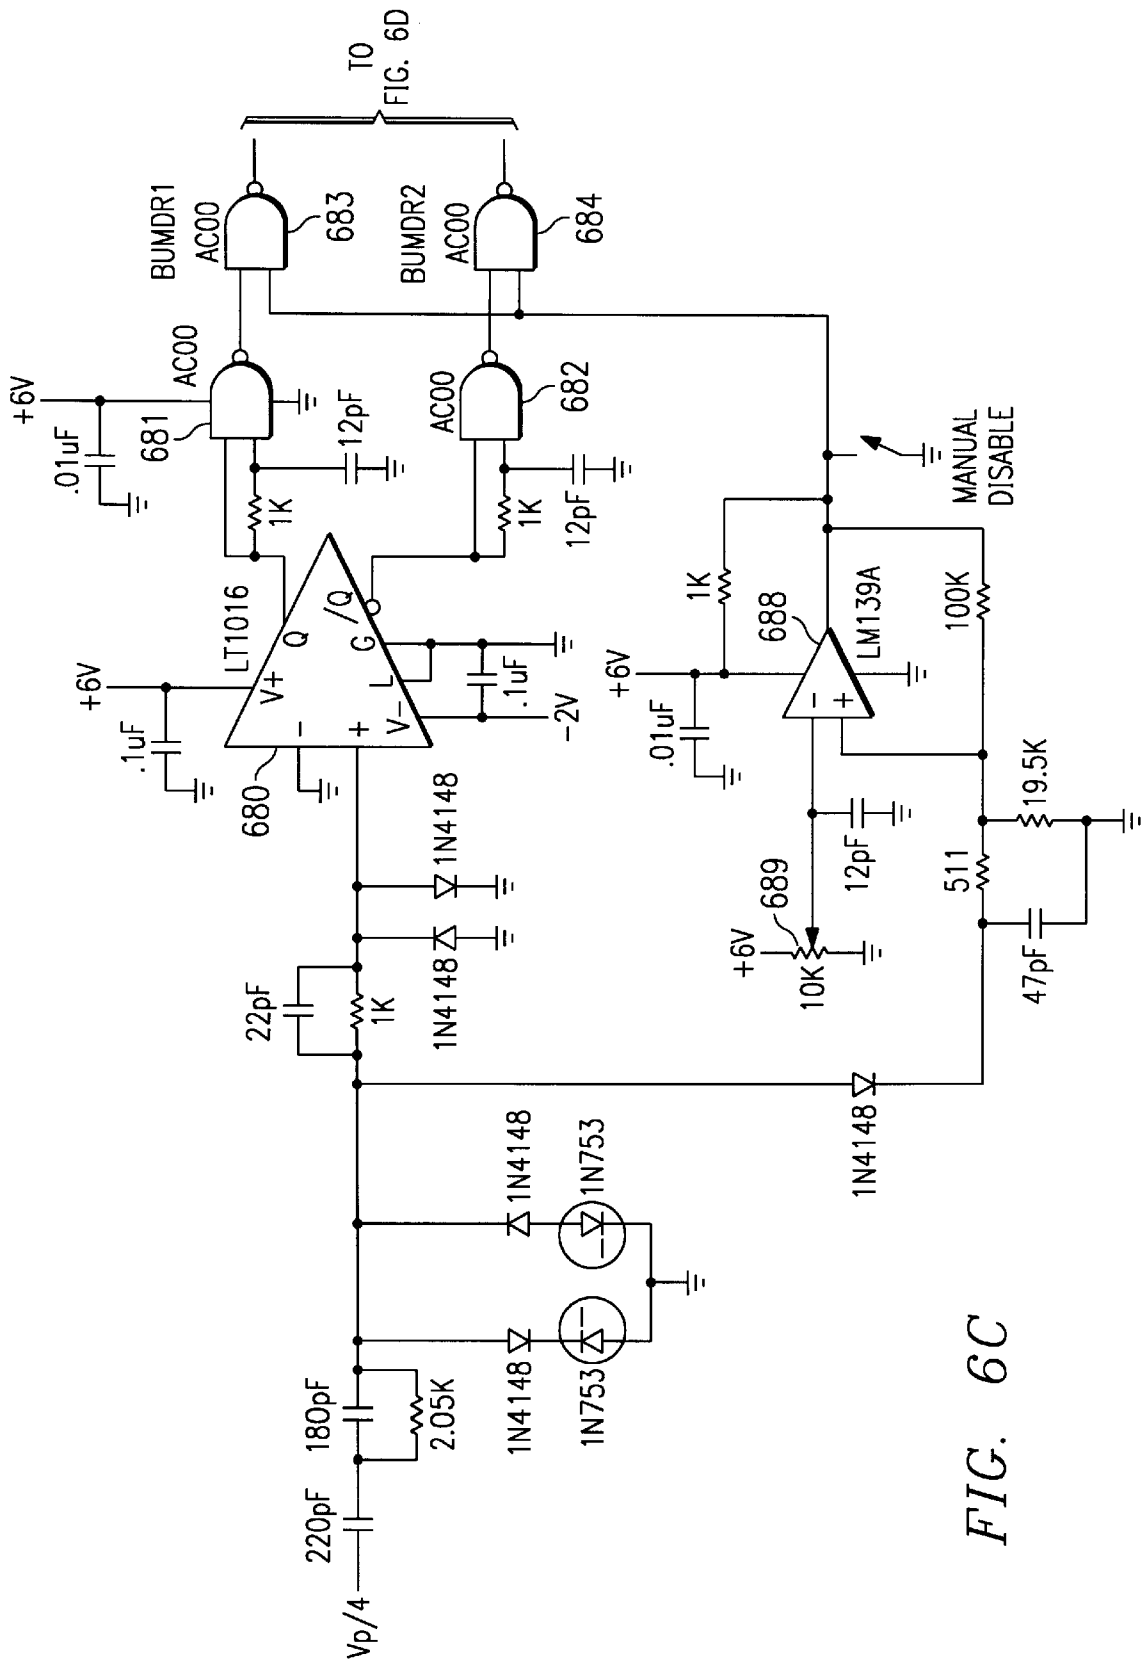 Vp/4
220pF
180pF
2.05K
1N4148
1N753
1N4148
1N753
22pF
1K
1N4148
1N4148
1N4148
+6V
.1uF
680
LT1016
V+
-
+
V-
L
G
Q
/Q
.1uF
-2V
+6V
.01uF
681
AC00
1K
12pF
AC00
682
1K
12pF
BUMDR1
AC00
683
BUMDR2
AC00
684
TO
FIG. 6D
+6V
689
10K
12pF
+6V
.01uF
1K
688
-
+
LM139A
100K
511
19.5K
47pF
MANUAL
DISABLE
FIG. 6C